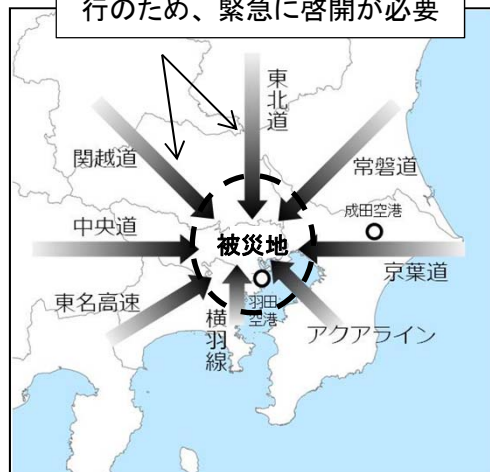 行のため、緊急に啓開が必要
東北道
関越道
常磐道
成田空港
中央道
被災地
京葉道
東名高速
羽田
空港
横羽線
アクアライン